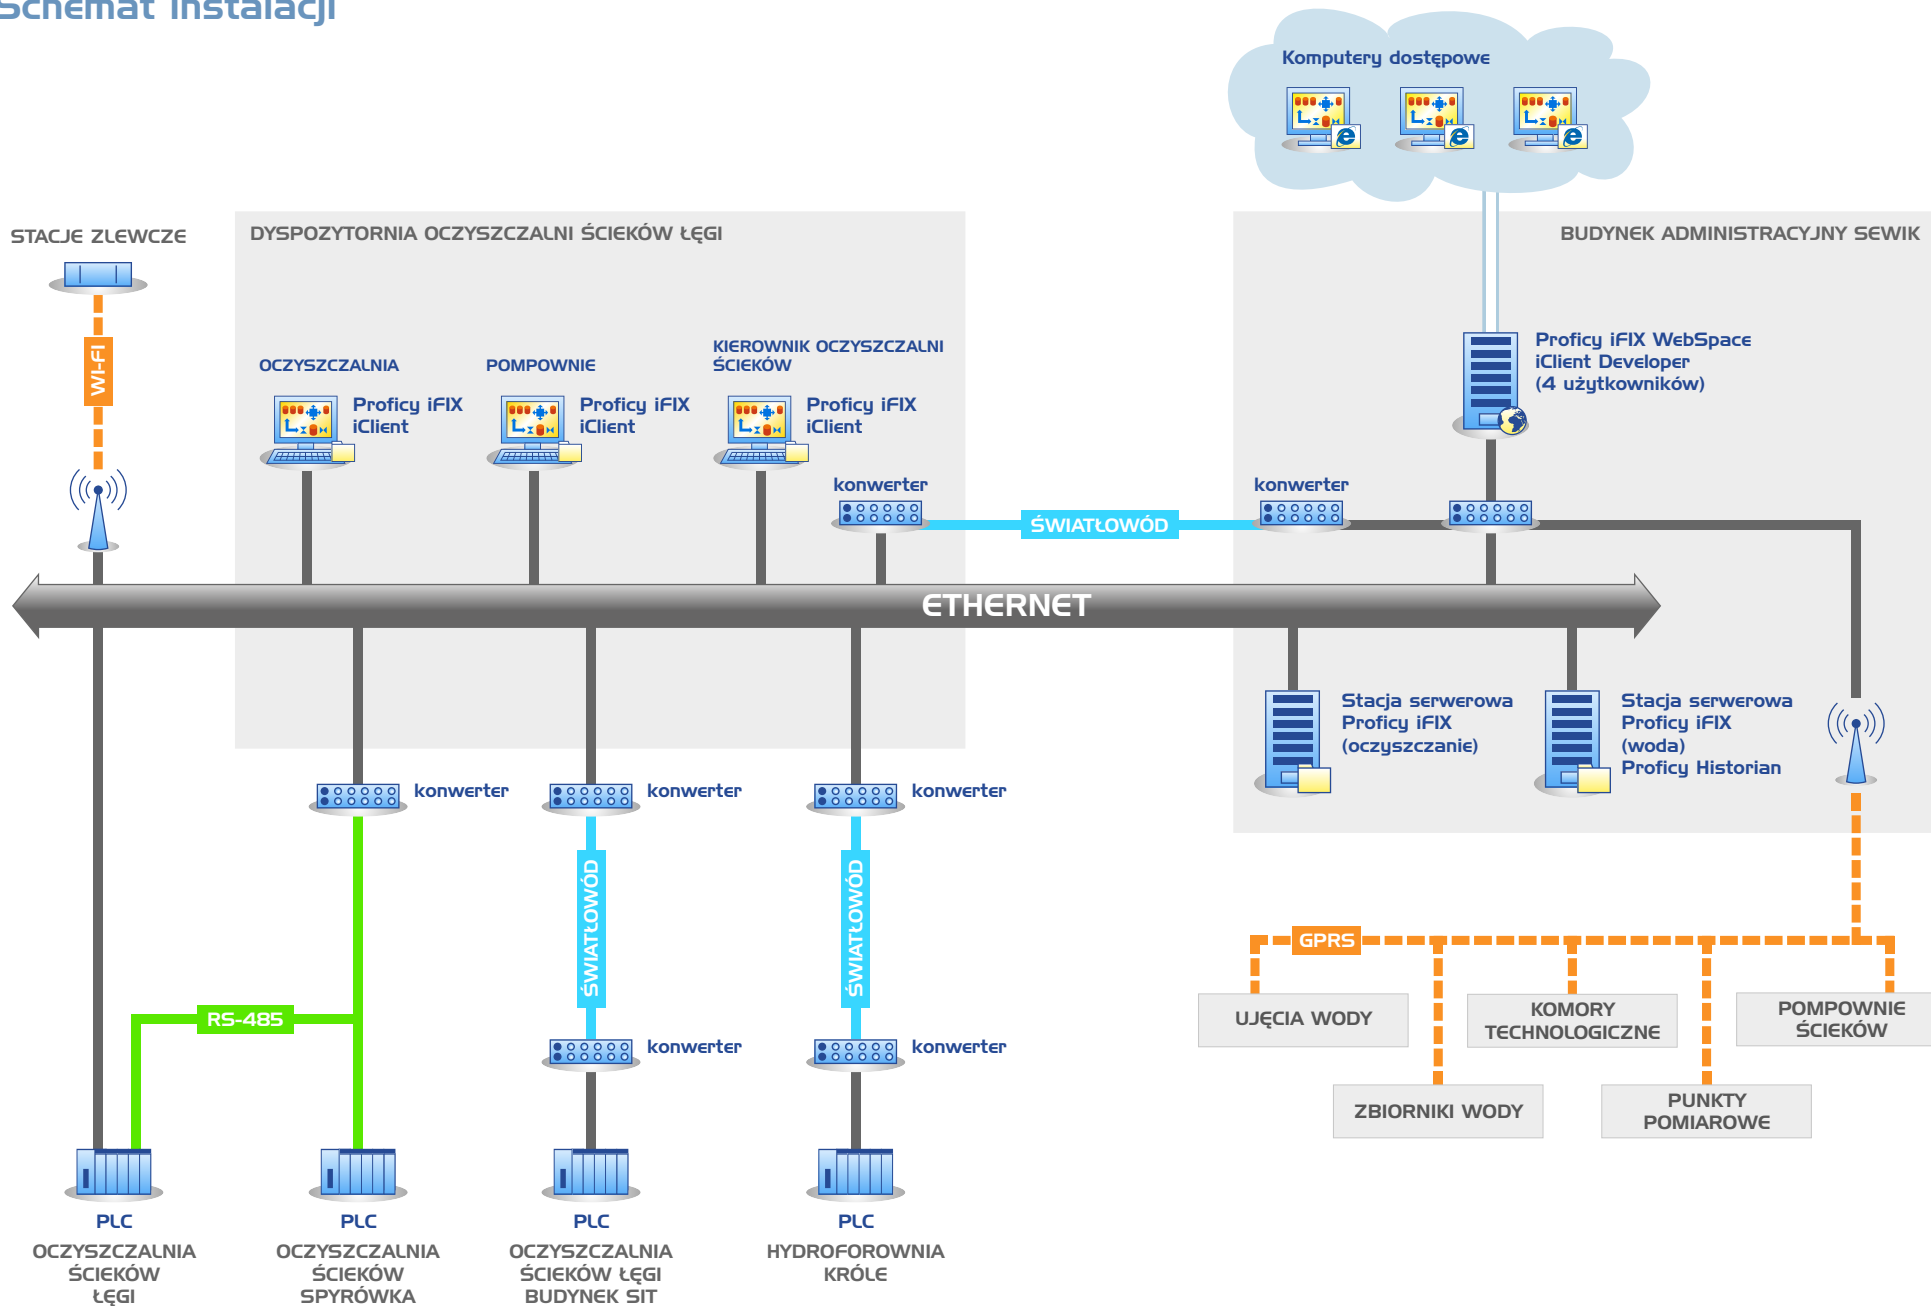 Schemat instalacji
Komputery dostępowe
STACJE ZLEWCZE
DYSPOZYTORNIA OCZYSZCZALNI ŚCIEKÓW ŁĘGI
BUDYNEK ADMINISTRACYJNY SEWIK
WI-FI
OCZYSZCZALNIA
Proficy iFIX
iClient
POMPOWNIE
Proficy iFIX
iClient
KIEROWNIK OCZYSZCZALNI
ŚCIEKÓW
Proficy iFIX
iClient
Proficy iFIX WebSpace
iClient Developer
(4 użytkowników)
konwerter
ŚWIATŁOWÓD
konwerter
ETHERNET
Stacja serwerowa
Proficy iFIX
(oczyszczanie)
Stacja serwerowa
Proficy iFIX
(woda)
Proficy Historian
konwerter
konwerter
konwerter
ŚWIATŁOWÓD
ŚWIATŁOWÓD
RS-485
konwerter
konwerter
GPRS
UJĘCIA WODY
KOMORY
TECHNOLOGICZNE
POMPOWNIE
ŚCIEKÓW
ZBIORNIKI WODY
PUNKTY
POMIAROWE
PLC
OCZYSZCZALNIA
ŚCIEKÓW
ŁĘGI
PLC
OCZYSZCZALNIA
ŚCIEKÓW
SPYRÓWKA
PLC
OCZYSZCZALNIA
ŚCIEKÓW ŁĘGI
BUDYNEK SIT
PLC
HYDROFOROWNIA
KRÓLE